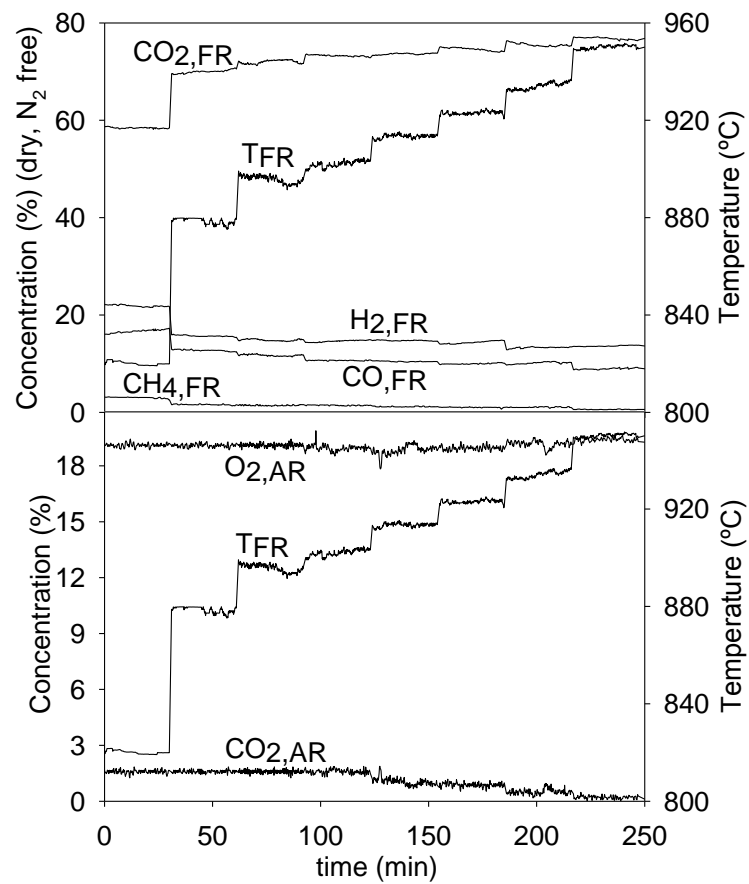 80
960
CO2,FR
60
920
TFR
40
880
20
H2,FR
840
CH4,FR
CO,FR
0
800
Concentration (%) (dry, N2 free)
Temperature (ºC)
18
O2,AR
920
15
TFR
12
9
880
6
840
3
CO2,AR
0
800
Concentration (%)
Temperature (ºC)
0 50 100 150 200 250
time (min)